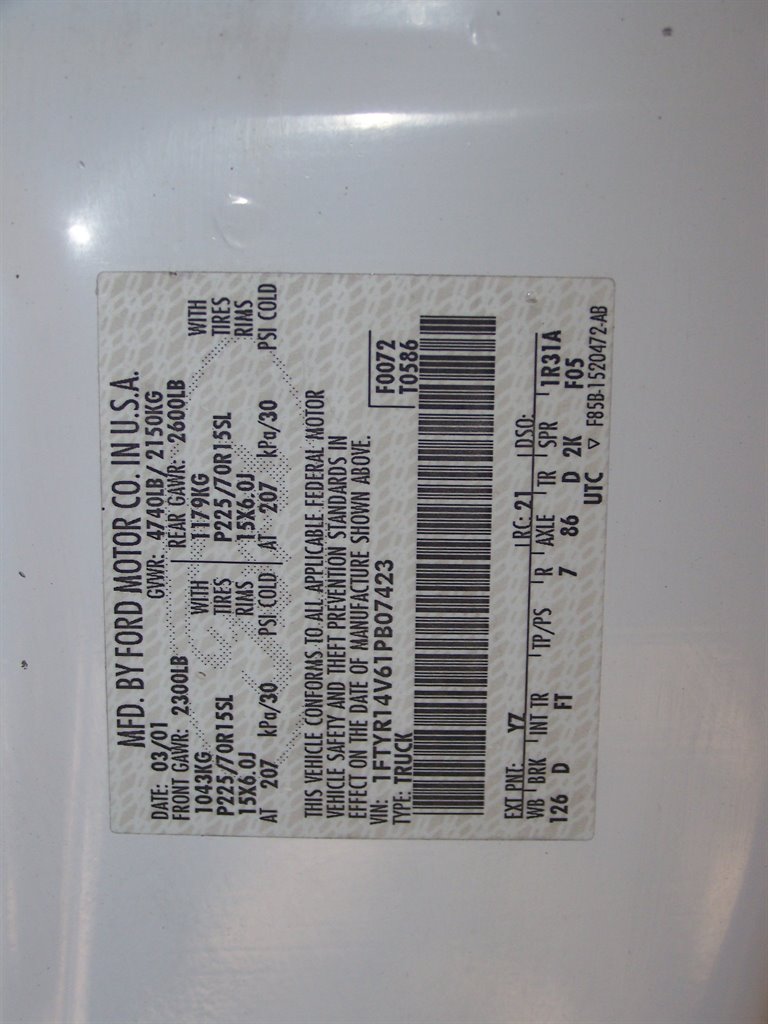 MFD. BY FORD MOTOR CO. IN U.S.A.
DATE: 03/01 GVWR: 4740LB/ 2150KG
FRONT GAWR: 2300LB REAR GAWR: 2600LB
1043KG WITH 1179KG WITH
P225/70R15SL TIRES P225/70R15SL TIRES
15X6.0J RIMS 15X6.0J RIMS
AT 207 kPa/30 PSI COLD AT 207 kPa/30 PSI COLD
THIS VEHICLE CONFORMS TO ALL APPLICABLE FEDERAL MOTOR
VEHICLE SAFETY AND THEFT PREVENTION STANDARDS IN
EFFECT ON THE DATE OF MANUFACTURE SHOWN ABOVE.
VIN: 1FTYR14V61PB07423 F0072
TYPE: TRUCK T0586
EXT PNT: YZ RC: 21 DSO:
WB BRK INT TR TP/PS R AXLE TR SPR 1R31A
126 D FT 7 86 D 2K F05
UTC ▽ F85B-1520472-AB